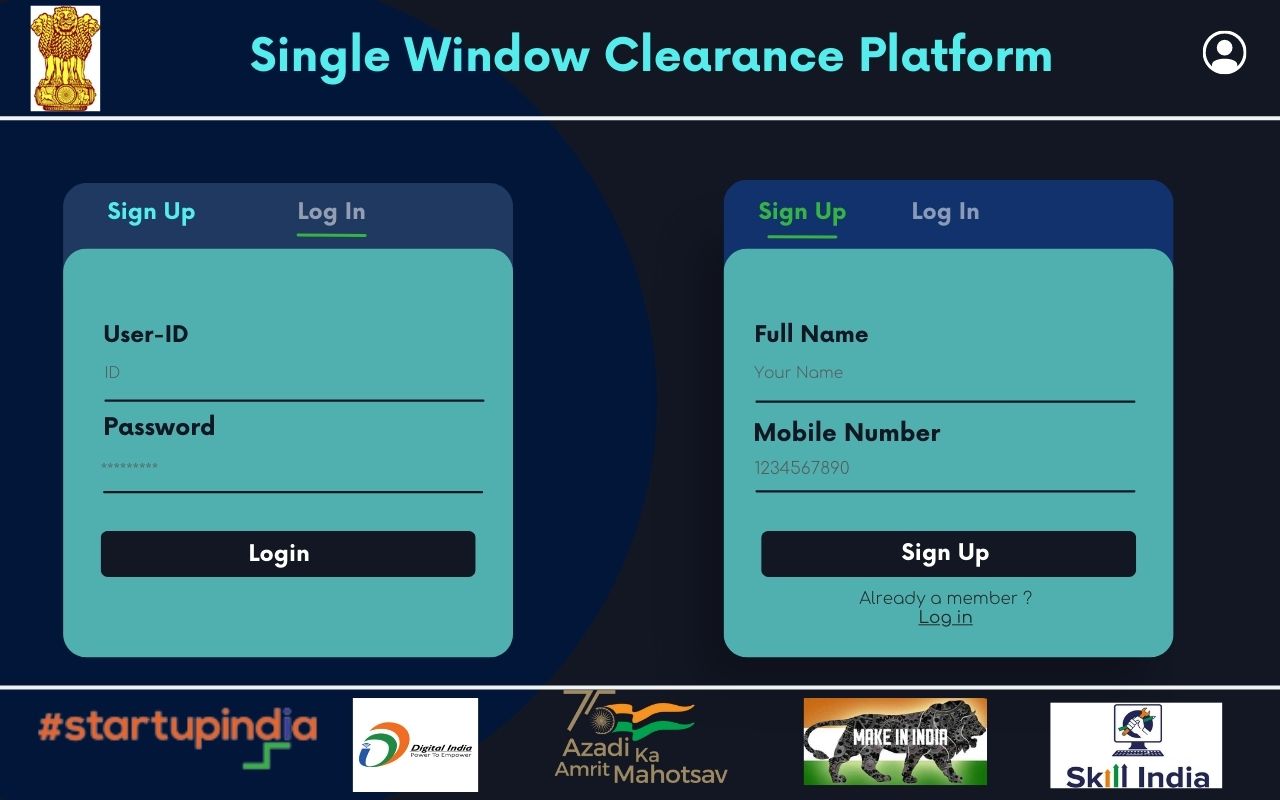 Single Window Clearance Platform
Sign Up
Log In
User-ID
ID
Password
*********
Login
Sign Up
Log In
Full Name
Your Name
Mobile Number
1234567890
Sign Up
Already a member ?
Log in
#startupindia
Digital India
Power To Empower
75
Azadi Ka
Amrit Mahotsav
MAKE IN INDIA
Skill India